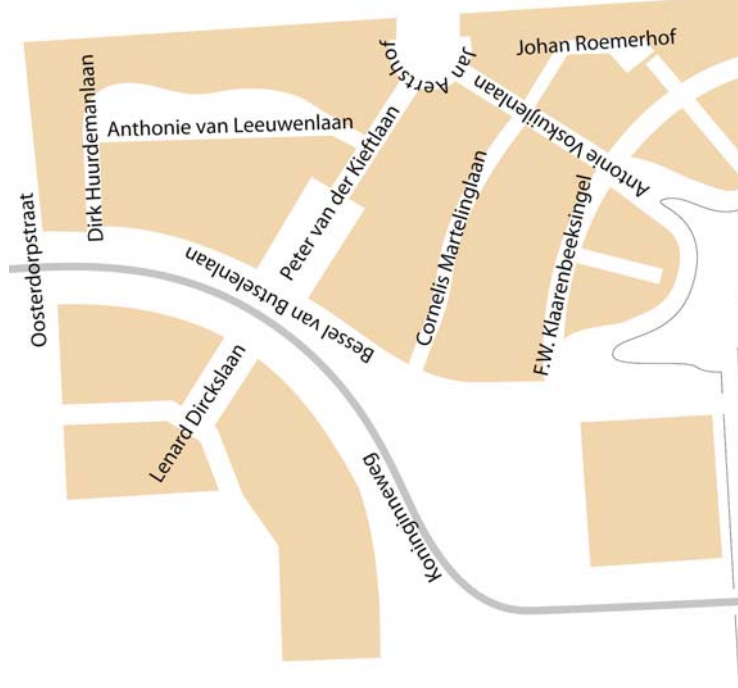 Johan Roemerhof
Jan Aertshof
Antonie Voskuijlenlaan
Dirk Huurdemanlaan
Anthonie van Leeuwenlaan
Peter van der Kieftlaan
Cornelis Martelinglaan
F.W. Klaarenbeeksingel
Oosterdorpstraat
Bessel van Butselenlaan
Lenard Dirckslaan
Koninginneweg